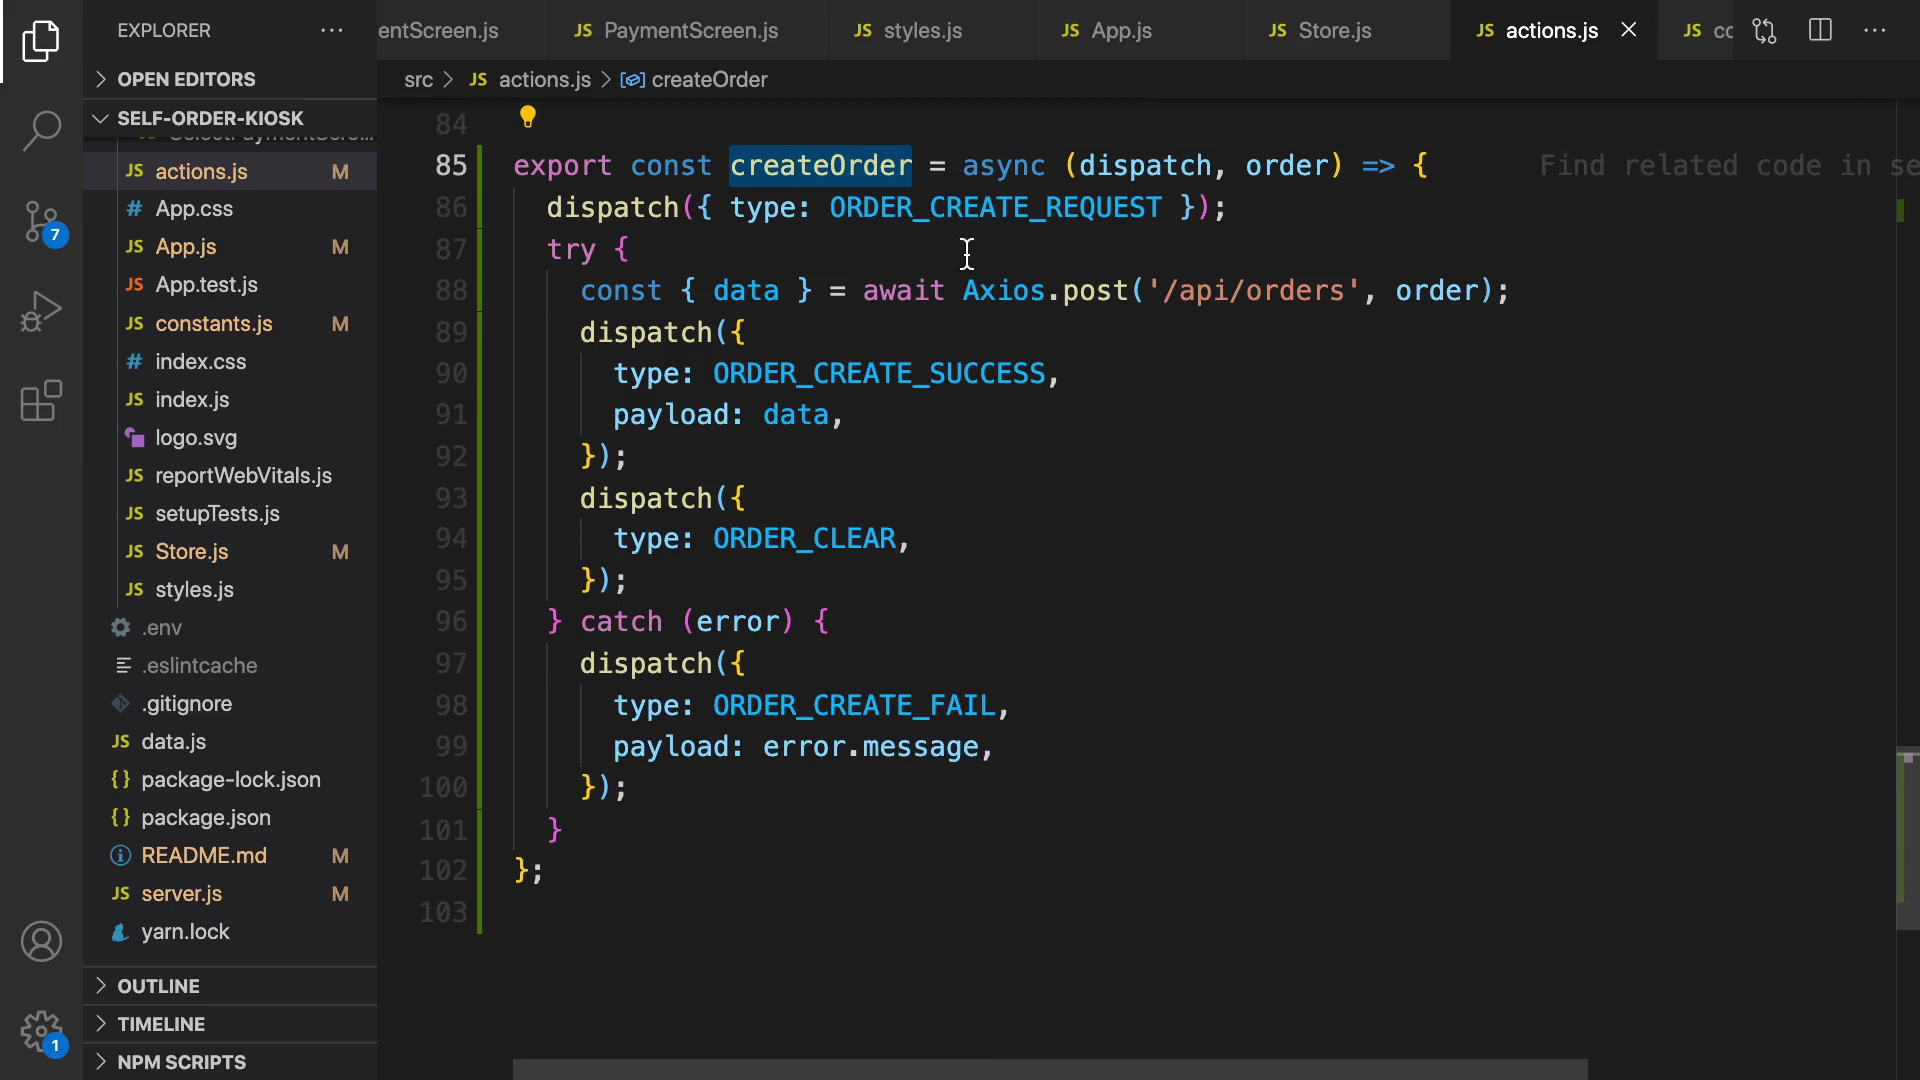 EXPLORER
OPEN EDITORS
SELF-ORDER-KIOSK
JS actions.js M
# App.css
JS App.js M
JS App.test.js
JS constants.js M
# index.css
JS index.js
logo.svg
JS reportWebVitals.js
JS setupTests.js
JS Store.js M
JS styles.js
.env
.eslintcache
.gitignore
JS data.js
{} package-lock.json
{} package.json
README.md M
JS server.js M
yarn.lock
OUTLINE
TIMELINE
NPM SCRIPTS
7
1
entScreen.js JS PaymentScreen.js JS styles.js JS App.js JS Store.js JS actions.js JS
src > JS actions.js > createOrder
84
85 export const createOrder = async (dispatch, order) => { Find related code in se
86 dispatch({ type: ORDER_CREATE_REQUEST });
87 try {
88 const { data } = await Axios.post('/api/orders', order);
89 dispatch({
90 type: ORDER_CREATE_SUCCESS,
91 payload: data,
92 });
93 dispatch({
94 type: ORDER_CLEAR,
95 });
96 } catch (error) {
97 dispatch({
98 type: ORDER_CREATE_FAIL,
99 payload: error.message,
100 });
101 }
102 };
103